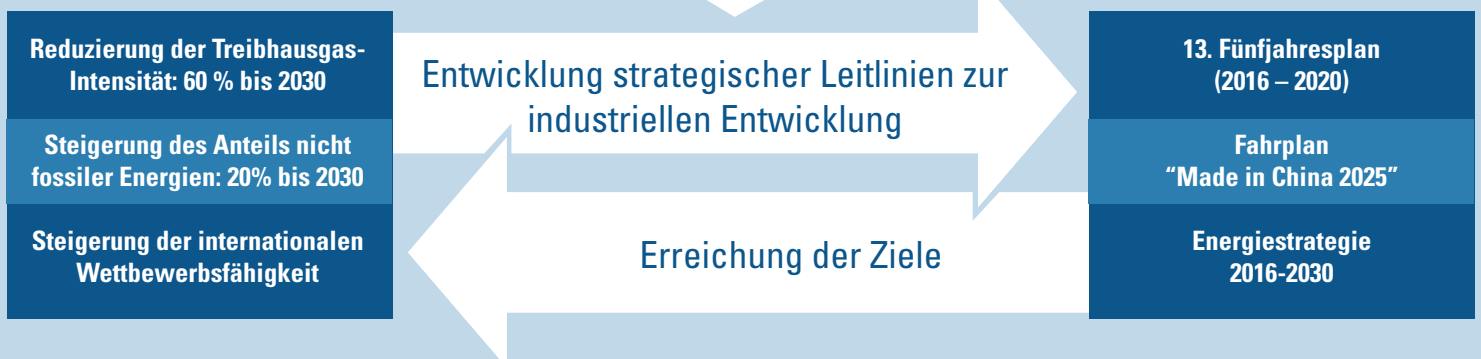 Reduzierung der Treibhausgas-
Intensität: 60 % bis 2030
Steigerung des Anteils nicht
fossiler Energien: 20% bis 2030
Steigerung der internationalen
Wettbewerbsfähigkeit
Entwicklung strategischer Leitlinien zur
industriellen Entwicklung
Erreichung der Ziele
13. Fünfjahresplan
(2016 – 2020)
Fahrplan
“Made in China 2025”
Energiestrategie
2016-2030